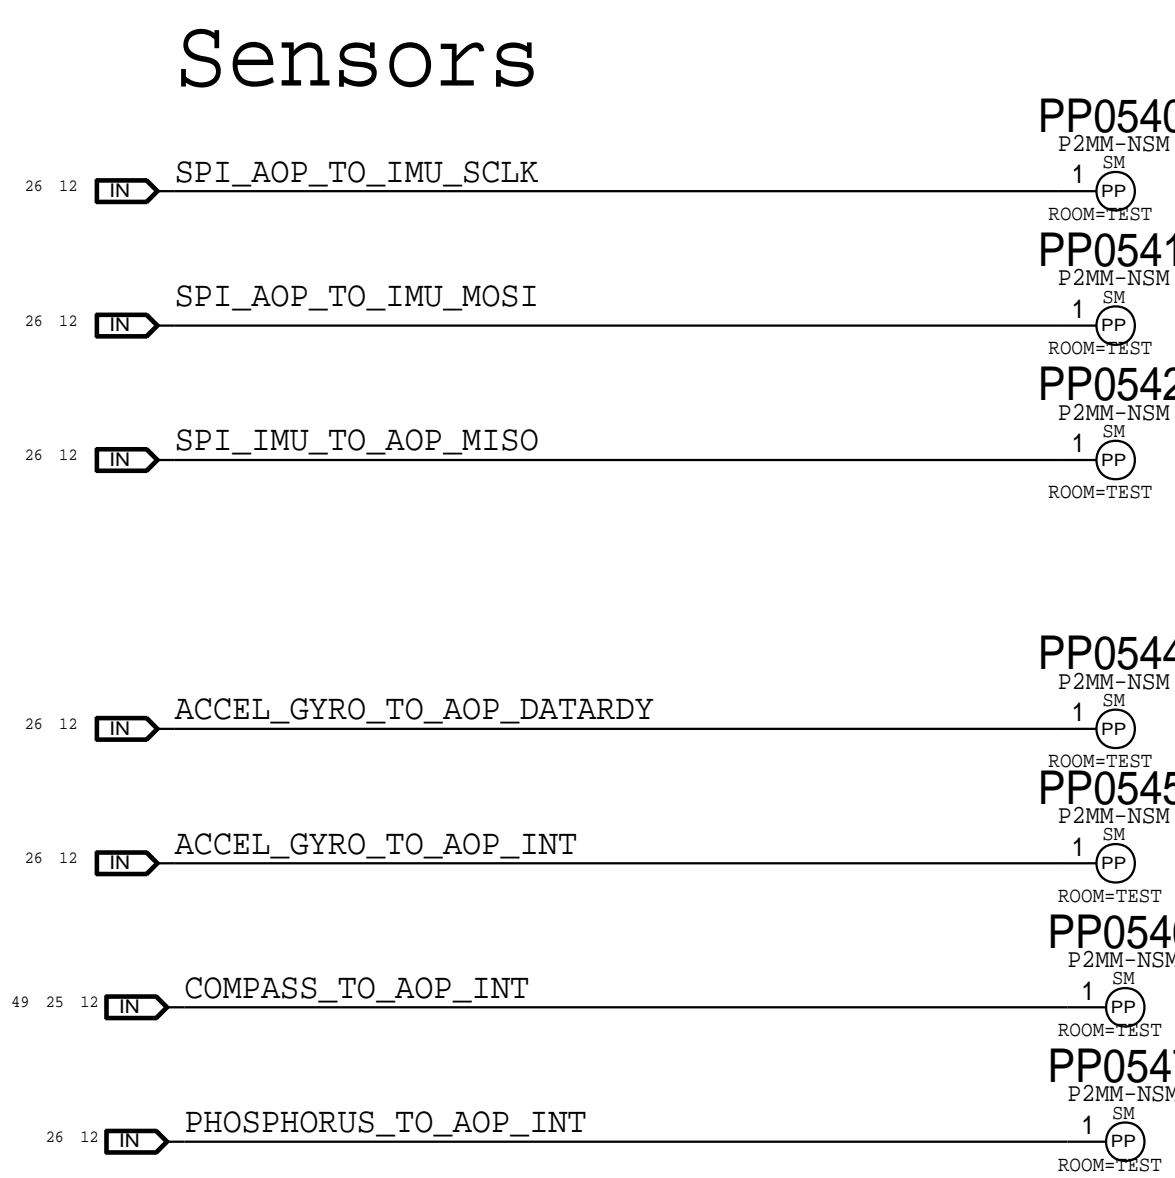 Sensors
PP0540
P2MM-NSM
SM
26 12 IN SPI_AOP_TO_IMU_SCLK 1 PP
ROOM=TEST
PP0541
P2MM-NSM
SM
26 12 IN SPI_AOP_TO_IMU_MOSI 1 PP
ROOM=TEST
PP0542
P2MM-NSM
SM
26 12 IN SPI_IMU_TO_AOP_MISO 1 PP
ROOM=TEST
PP0544
P2MM-NSM
SM
26 12 IN ACCEL_GYRO_TO_AOP_DATARDY 1 PP
ROOM=TEST
PP0545
P2MM-NSM
SM
26 12 IN ACCEL_GYRO_TO_AOP_INT 1 PP
ROOM=TEST
PP0546
P2MM-NSM
SM
49 25 12 IN COMPASS_TO_AOP_INT 1 PP
ROOM=TEST
PP0547
P2MM-NSM
SM
26 12 IN PHOSPHORUS_TO_AOP_INT 1 PP
ROOM=TEST